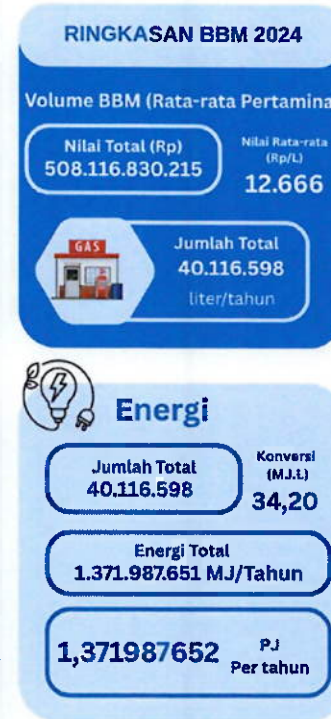 RINGKASAN BBM 2024
Volume BBM (Rata-rata Pertamina
Nilai Total (Rp)
508.116.830.215
Nilai Rata-rata
(Rp/L)
12.666
GAS
Jumlah Total
40.116.598
liter/tahun
Energi
Jumlah Total
40.116.598
Konversi
(M.J.L)
34,20
Energi Total
1.371.987.651 MJ/Tahun
1,371987652
P.J
Per tahun